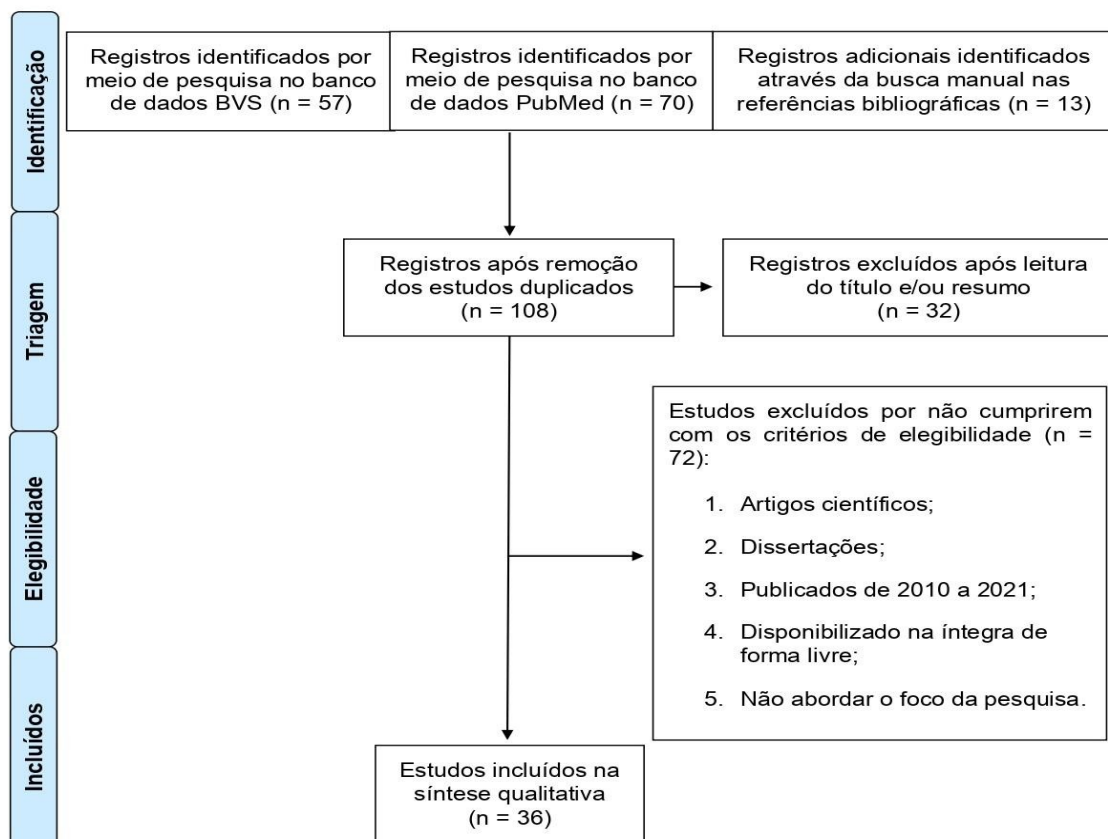 Identificação
Registros identificados por
meio de pesquisa no banco
de dados BVS (n = 57)
Registros identificados por
meio de pesquisa no banco
de dados PubMed (n = 70)
Registros adicionais identificados
através da busca manual nas
referências bibliográficas (n = 13)
Triagem
Registros após remoção
dos estudos duplicados
(n = 108)
Registros excluídos após leitura
do título e/ou resumo
(n = 32)
Elegibilidade
Estudos excluídos por não cumprirem
com os critérios de elegibilidade (n =
72):
1. Artigos científicos;
2. Dissertações;
3. Publicados de 2010 a 2021;
4. Disponibilizado na íntegra de
forma livre;
5. Não abordar o foco da pesquisa.
Incluídos
Estudos incluídos na
síntese qualitativa
(n = 36)